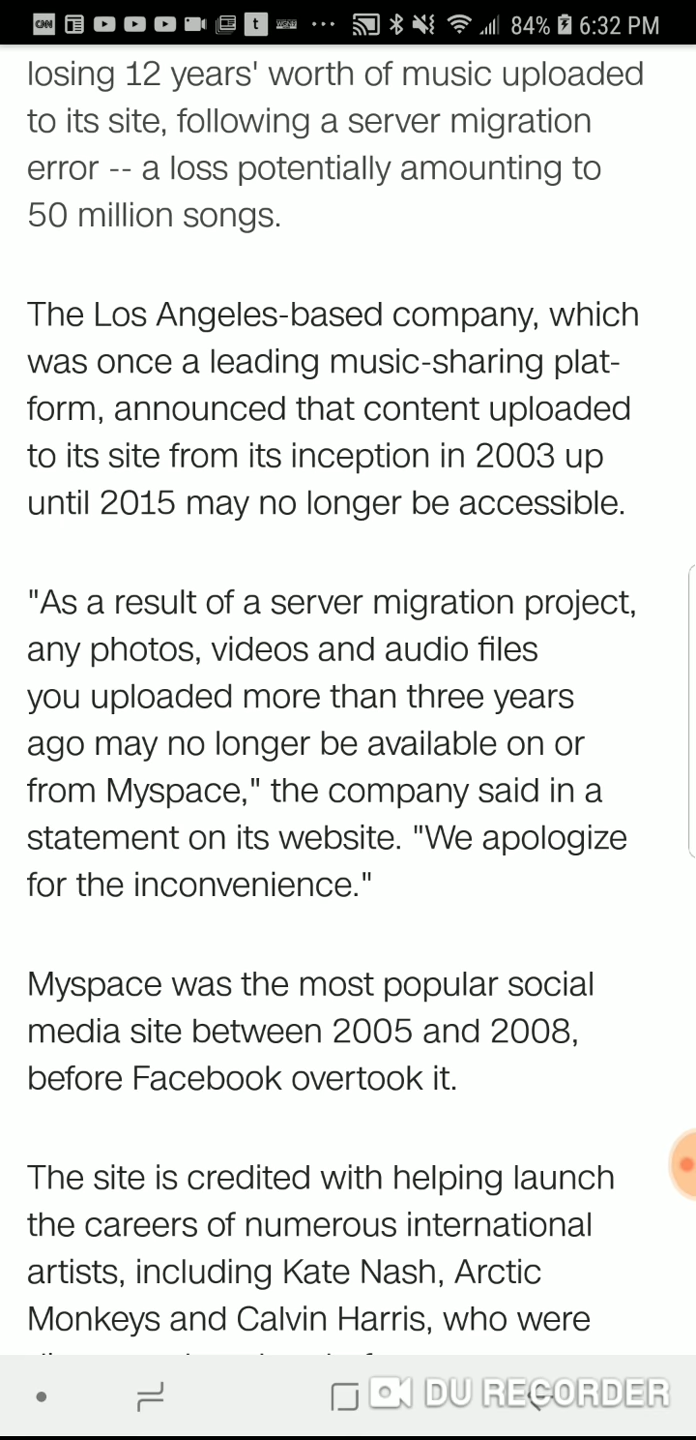 CNN t WGN9 84% 6:32 PM
losing 12 years' worth of music uploaded
to its site, following a server migration
error -- a loss potentially amounting to
50 million songs.
The Los Angeles-based company, which
was once a leading music-sharing plat-
form, announced that content uploaded
to its site from its inception in 2003 up
until 2015 may no longer be accessible.
"As a result of a server migration project,
any photos, videos and audio files
you uploaded more than three years
ago may no longer be available on or
from Myspace," the company said in a
statement on its website. "We apologize
for the inconvenience."
Myspace was the most popular social
media site between 2005 and 2008,
before Facebook overtook it.
The site is credited with helping launch
the careers of numerous international
artists, including Kate Nash, Arctic
Monkeys and Calvin Harris, who were
DU RECORDER